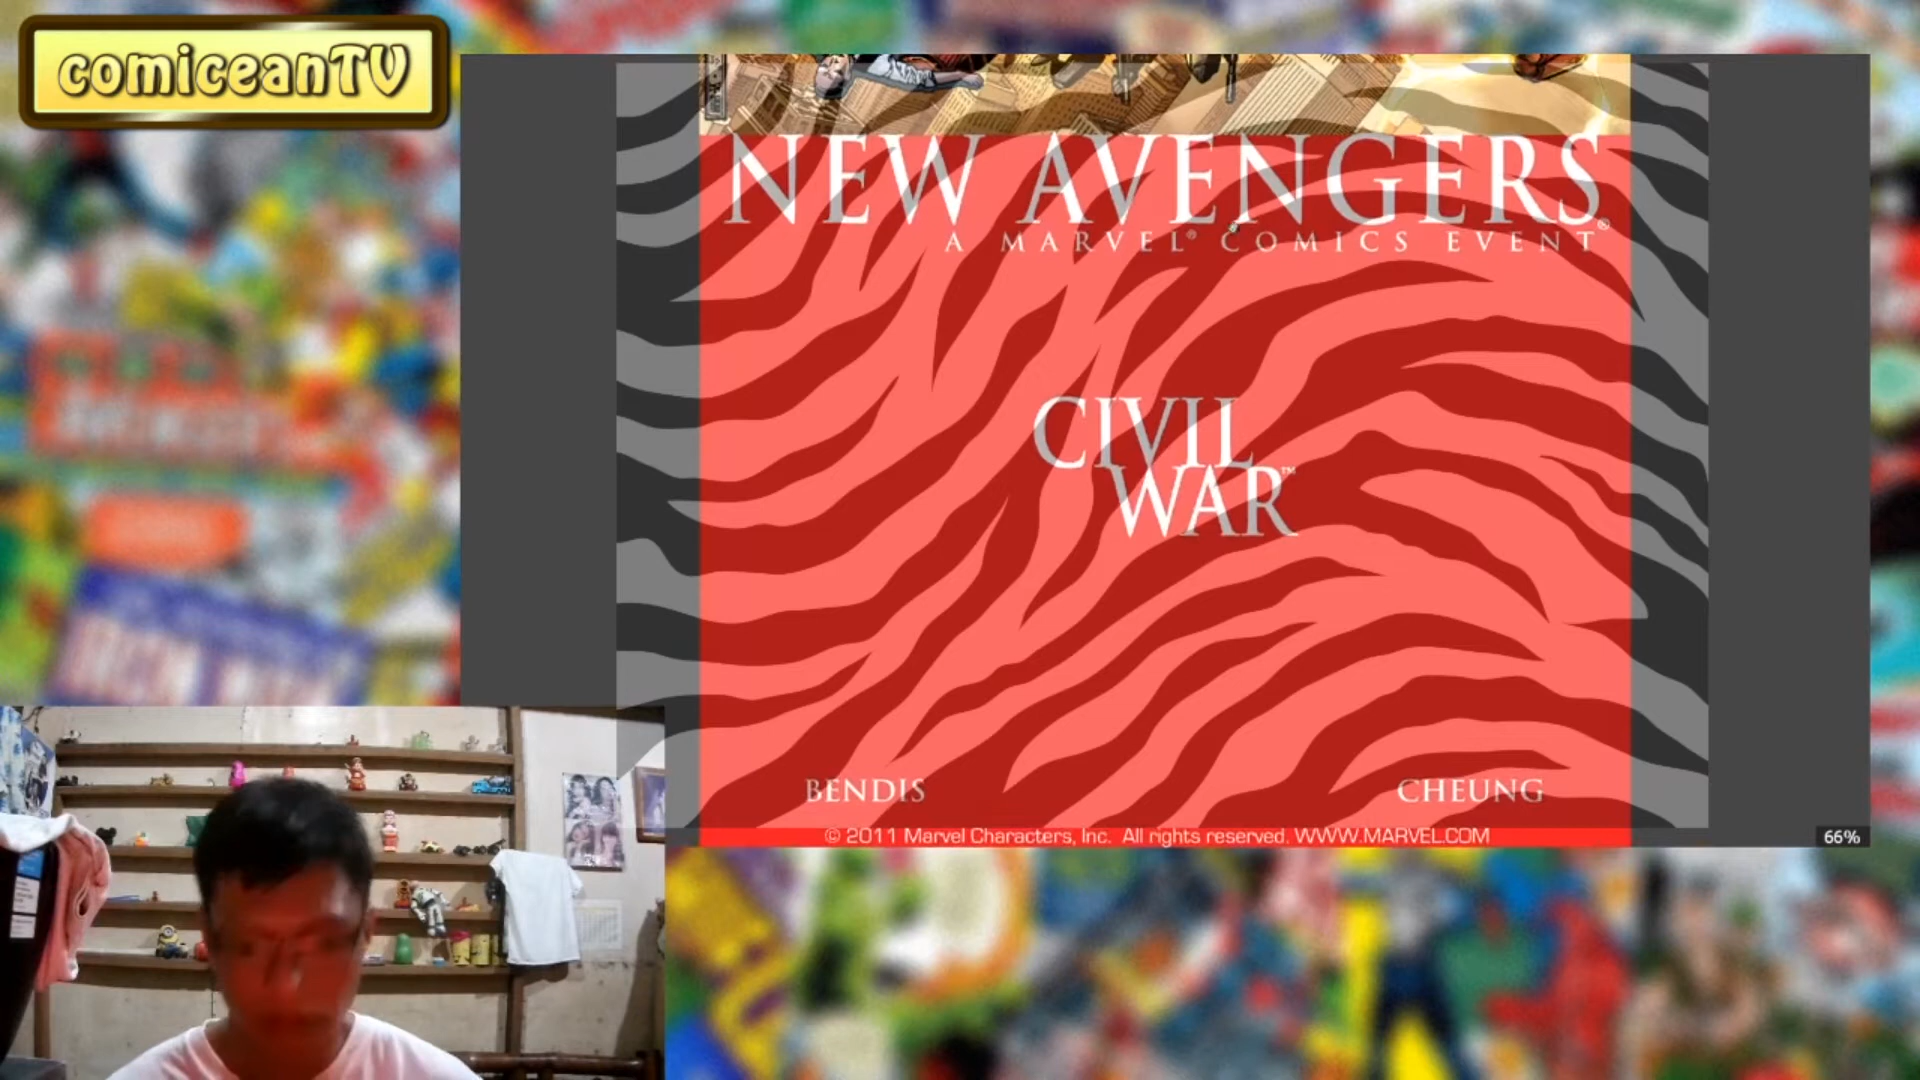 comiceanTV
NEW AVENGERS®
A MARVEL® COMICS EVENT
CIVIL
WAR™
BENDIS
CHEUNG
© 2011 Marvel Characters, Inc. All rights reserved. WWW.MARVEL.COM
66%